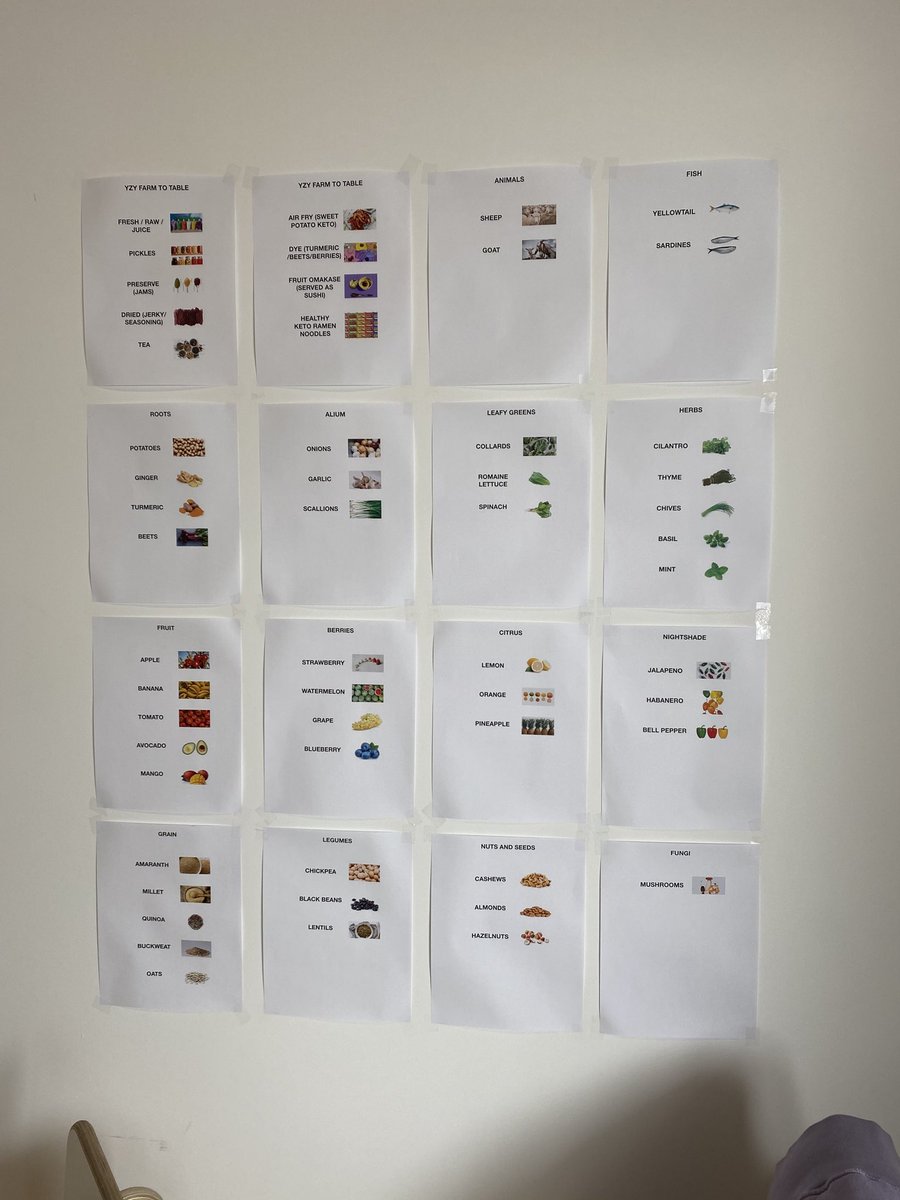 YZY FARM TO TABLE
FRESH / RAW /
JUICE
PICKLES
PRESERVE
(JAMS)
DRIED (JERKY/
SEASONING)
TEA
YZY FARM TO TABLE
AIR FRY (SWEET
POTATO KETO)
DYE (TURMERIC
/BEETS/BERRIES)
FRUIT OMAKASE
(SERVED AS
SUSHI)
HEALTHY
KETO RAMEN
NOODLES
ANIMALS
SHEEP
GOAT
FISH
YELLOWTAIL
SARDINES
ROOTS
POTATOES
GINGER
TURMERIC
BEETS
ALIUM
ONIONS
GARLIC
SCALLIONS
LEAFY GREENS
COLLARDS
ROMAINE
LETTUCE
SPINACH
HERBS
CILANTRO
THYME
CHIVES
BASIL
MINT
FRUIT
APPLE
BANANA
TOMATO
AVOCADO
MANGO
BERRIES
STRAWBERRY
WATERMELON
GRAPE
BLUEBERRY
CITRUS
LEMON
ORANGE
PINEAPPLE
NIGHTSHADE
JALAPENO
HABANERO
BELL PEPPER
GRAIN
AMARANTH
MILLET
QUINOA
BUCKWEAT
OATS
LEGUMES
CHICKPEA
BLACK BEANS
LENTILS
NUTS AND SEEDS
CASHEWS
ALMONDS
HAZELNUTS
FUNGI
MUSHROOMS